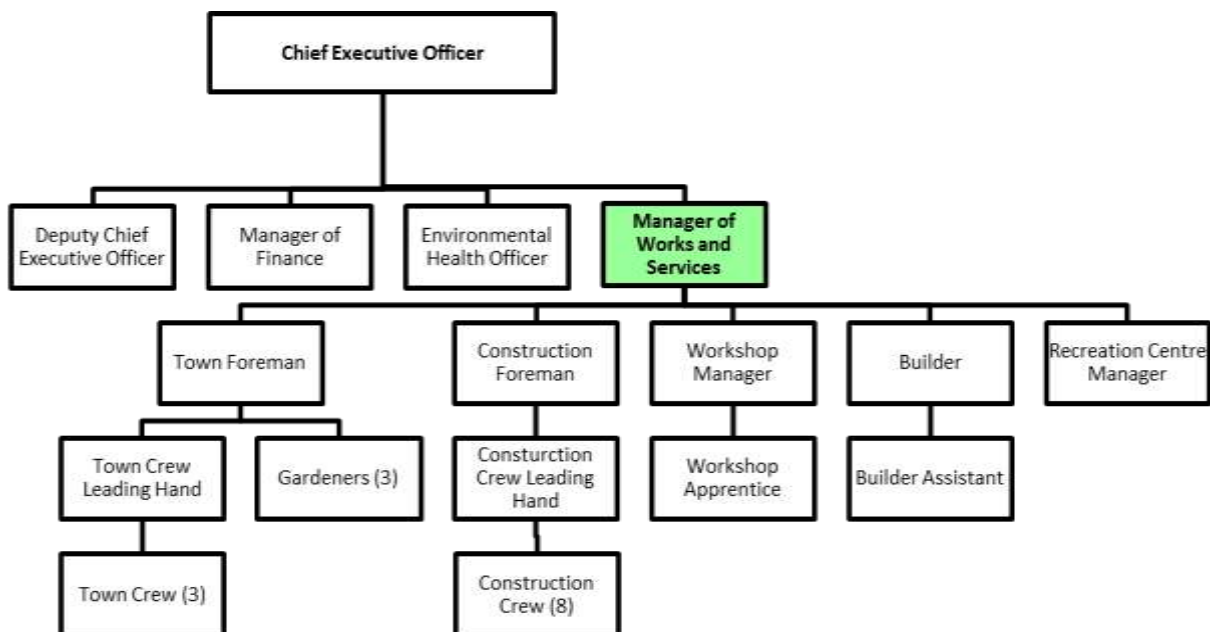 Chief Executive Officer
Deputy Chief
Executive Officer
Manager of
Finance
Environmental
Health Officer
Manager of
Works and
Services
Town Foreman
Construction
Foreman
Workshop
Manager
Builder
Recreation Centre
Manager
Town Crew
Leading Hand
Gardeners (3)
Consturction
Crew Leading
Hand
Workshop
Apprentice
Builder Assistant
Town Crew (3)
Construction
Crew (8)